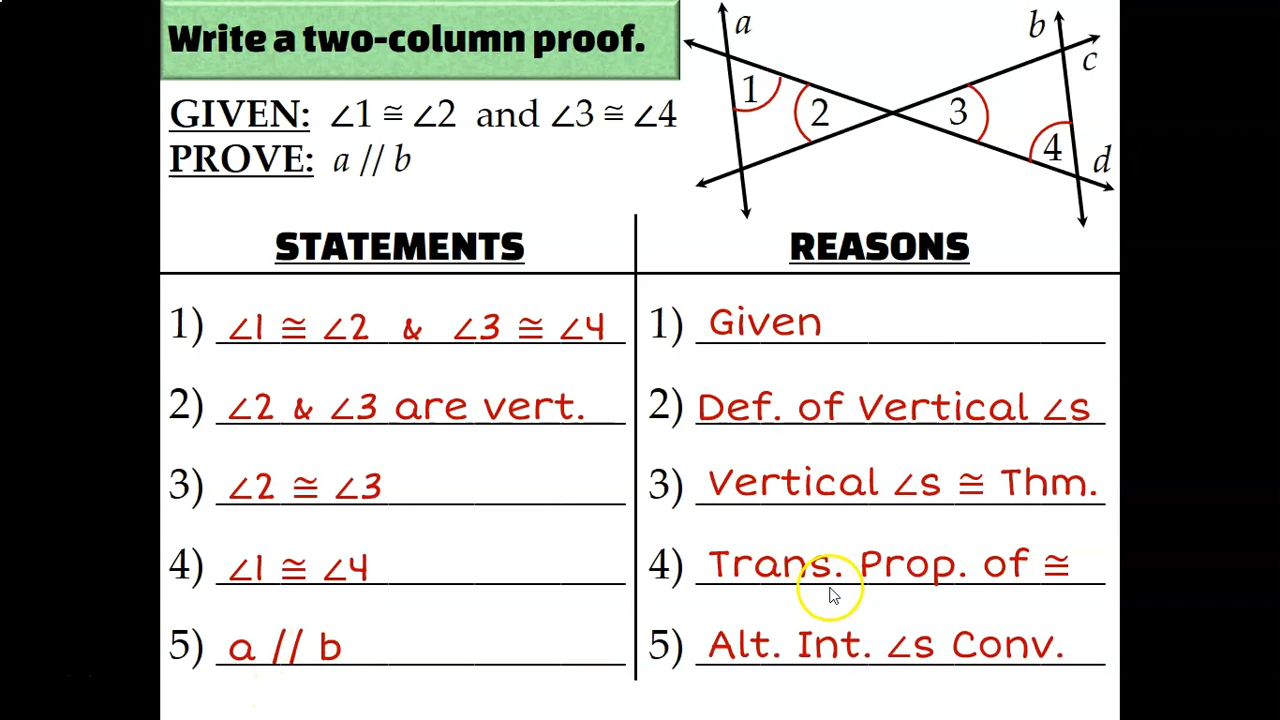 Write a two-column proof.
GIVEN: ∠1 ≅ ∠2 and ∠3 ≅ ∠4
PROVE: a // b
a
b
c
1
2
3
4
d
STATEMENTS
REASONS
1) ∠1 ≅ ∠2 & ∠3 ≅ ∠4
1) Given
2) ∠2 & ∠3 are vert.
2) Def. of Vertical ∠s
3) ∠2 ≅ ∠3
3) Vertical ∠s ≅ Thm.
4) ∠1 ≅ ∠4
4) Trans. Prop. of ≅
5) a // b
5) Alt. Int. ∠s Conv.